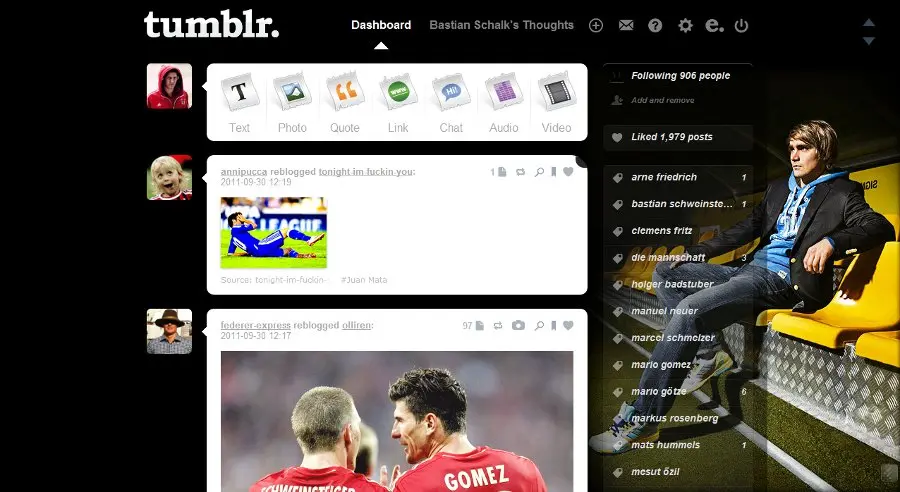 tumblr.
Dashboard
Bastian Schalk's Thoughts
Text
Photo
Quote
Link
Chat
Audio
Video
annipucca reblogged tonight-im-fuckin-you:
2011-09-30 12:19
1
Source: tonight-im-fuckin-... #Juan Mata
federer-express reblogged olliren:
2011-09-30 12:17
97
SCHWEINSTEIGER
GOMEZ
Following 906 people
Add and remove
Liked 1,979 posts
arne friedrich 1
bastian schweinste... 1
clemens fritz
die mannschaft 3
holger badstuber
manuel neuer
marcel schmelzer
mario gomez
mario götze 6
markus rosenberg
mats hummels 1
mesut özil